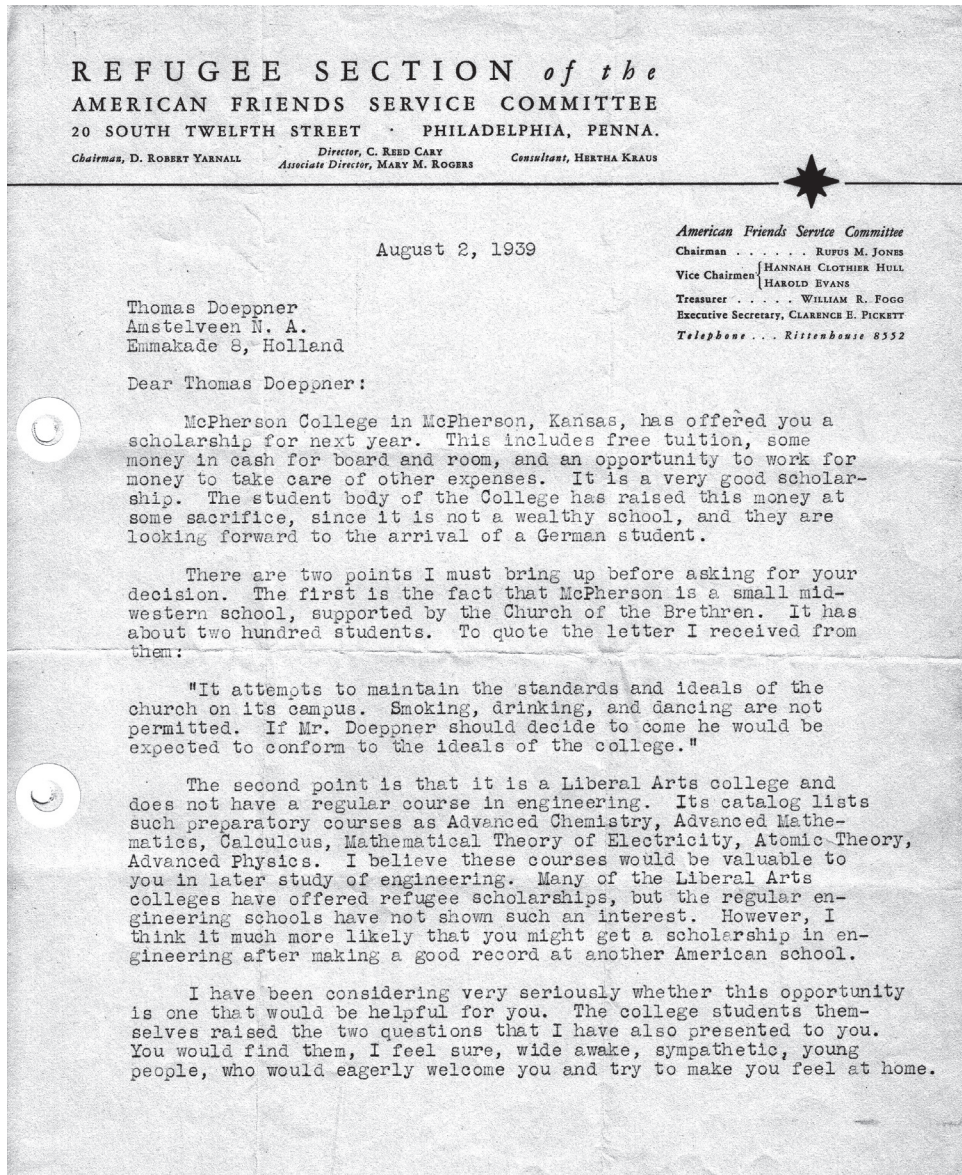 REFUGEE SECTION of the
AMERICAN FRIENDS SERVICE COMMITTEE
20 SOUTH TWELFTH STREET · PHILADELPHIA, PENNA.
Chairman, D. ROBERT YARNALL
Director, C. REED CARY
Associate Director, MARY M. ROGERS
Consultant, HERTHA KRAUS
American Friends Service Committee
Chairman . . . . . . RUFUS M. JONES
Vice Chairmen { HANNAH CLOTHIER HULL
HAROLD EVANS
Treasurer . . . . . WILLIAM R. FOGG
Executive Secretary, CLARENCE E. PICKETT
Telephone . . . Rittenhouse 8552
August 2, 1939
Thomas Doeppner
Amstelveen N. A.
Emmakade 8, Holland
Dear Thomas Doeppner:
McPherson College in McPherson, Kansas, has offered you a
scholarship for next year. This includes free tuition, some
money in cash for board and room, and an opportunity to work for
money to take care of other expenses. It is a very good scholar-
ship. The student body of the College has raised this money at
some sacrifice, since it is not a wealthy school, and they are
looking forward to the arrival of a German student.
There are two points I must bring up before asking for your
decision. The first is the fact that McPherson is a small mid-
western school, supported by the Church of the Brethren. It has
about two hundred students. To quote the letter I received from
them:
"It attempts to maintain the standards and ideals of the
church on its campus. Smoking, drinking, and dancing are not
permitted. If Mr. Doeppner should decide to come he would be
expected to conform to the ideals of the college."
The second point is that it is a Liberal Arts college and
does not have a regular course in engineering. Its catalog lists
such preparatory courses as Advanced Chemistry, Advanced Mathe-
matics, Calculcus, Mathematical Theory of Electricity, Atomic Theory,
Advanced Physics. I believe these courses would be valuable to
you in later study of engineering. Many of the Liberal Arts
colleges have offered refugee scholarships, but the regular en-
gineering schools have not shown such an interest. However, I
think it much more likely that you might get a scholarship in en-
gineering after making a good record at another American school.
I have been considering very seriously whether this opportunity
is one that would be helpful for you. The college students them-
selves raised the two questions that I have also presented to you.
You would find them, I feel sure, wide awake, sympathetic, young
people, who would eagerly welcome you and try to make you feel at home.